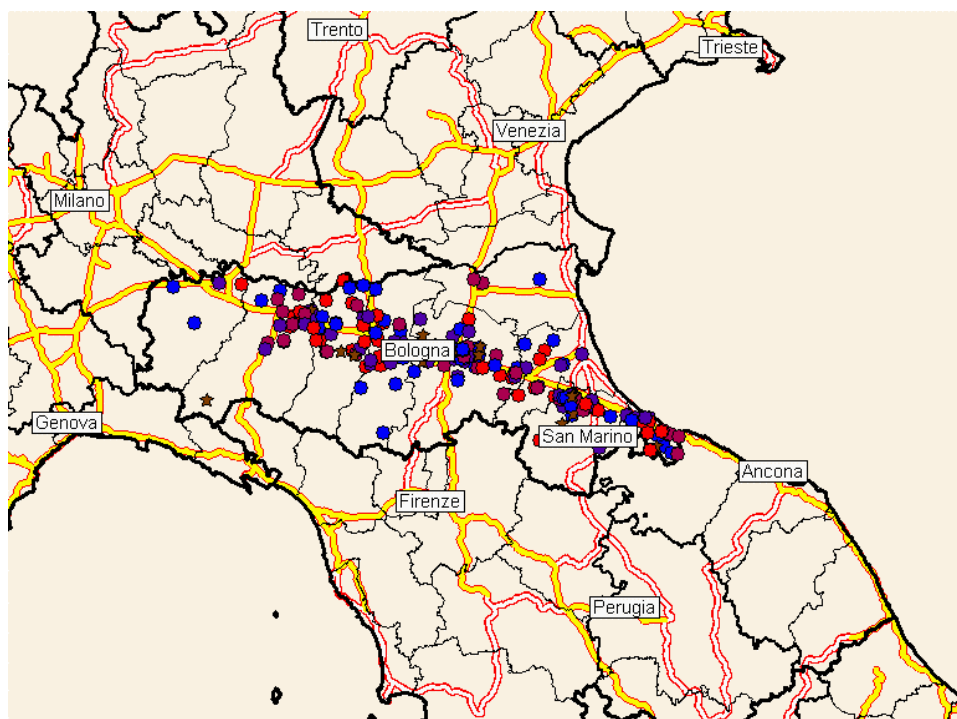 Trento
Trieste
Venezia
Milano
Bologna
Genova
San Marino
Ancona
Firenze
Perugia